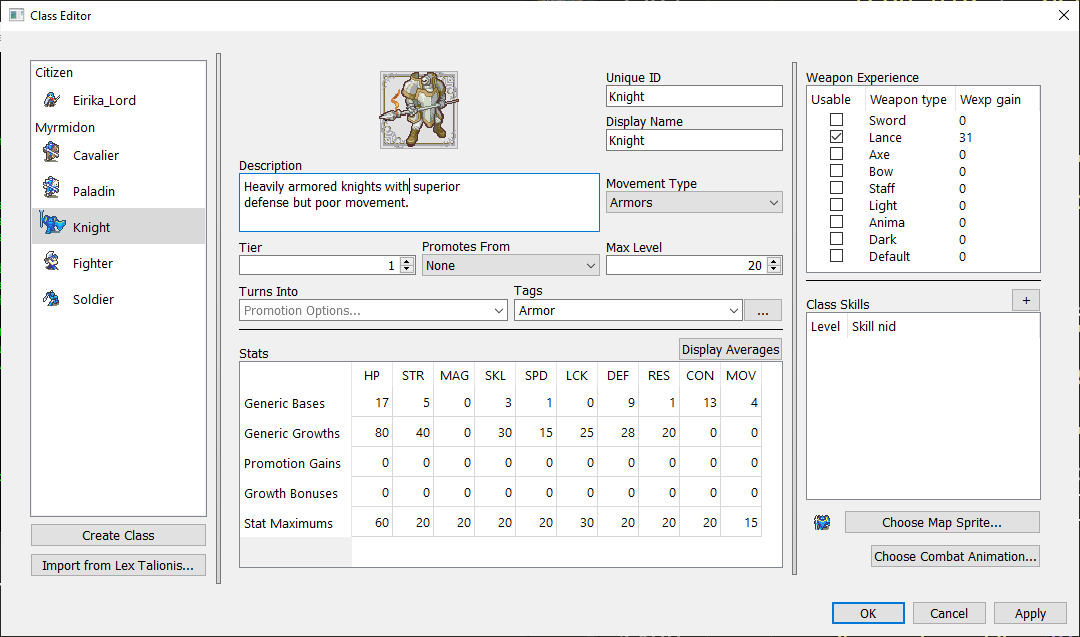 Class Editor
Citizen
Eirika_Lord
Myrmidon
Cavalier
Paladin
Knight
Fighter
Soldier
Create Class
Import from Lex Talionis...
Unique ID
Knight
Display Name
Knight
Description
Heavily armored knights with superior
defense but poor movement.
Movement Type
Armors
Tier
1
Promotes From
None
Max Level
20
Turns Into
Promotion Options...
Tags
Armor
...
Stats
Display Averages
HP STR MAG SKL SPD LCK DEF RES CON MOV
Generic Bases 17 5 0 3 1 0 9 1 13 4
Generic Growths 80 40 0 30 15 25 28 20 0 0
Promotion Gains 0 0 0 0 0 0 0 0 0 0
Growth Bonuses 0 0 0 0 0 0 0 0 0 0
Stat Maximums 60 20 20 20 20 30 20 20 20 15
Weapon Experience
Usable Weapon type Wexp gain
Sword 0
Lance 31
Axe 0
Bow 0
Staff 0
Light 0
Anima 0
Dark 0
Default 0
Class Skills
+
Level Skill nid
Choose Map Sprite...
Choose Combat Animation...
OK Cancel Apply